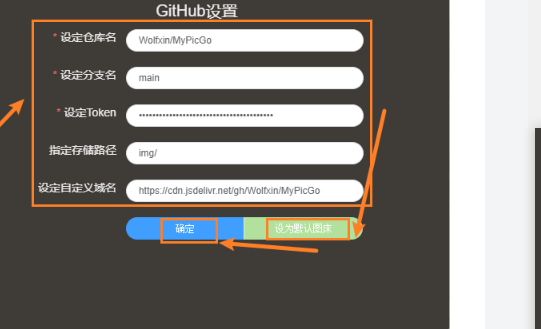 GitHub设置
* 设定仓库名 Wolfxin/MyPicGo
* 设定分支名 main
* 设定Token ••••••••••••••••••••••••••••••••••••••••
指定存储路径 img/
设定自定义域名 https://cdn.jsdelivr.net/gh/Wolfxin/MyPicGo
确定 设为默认图床